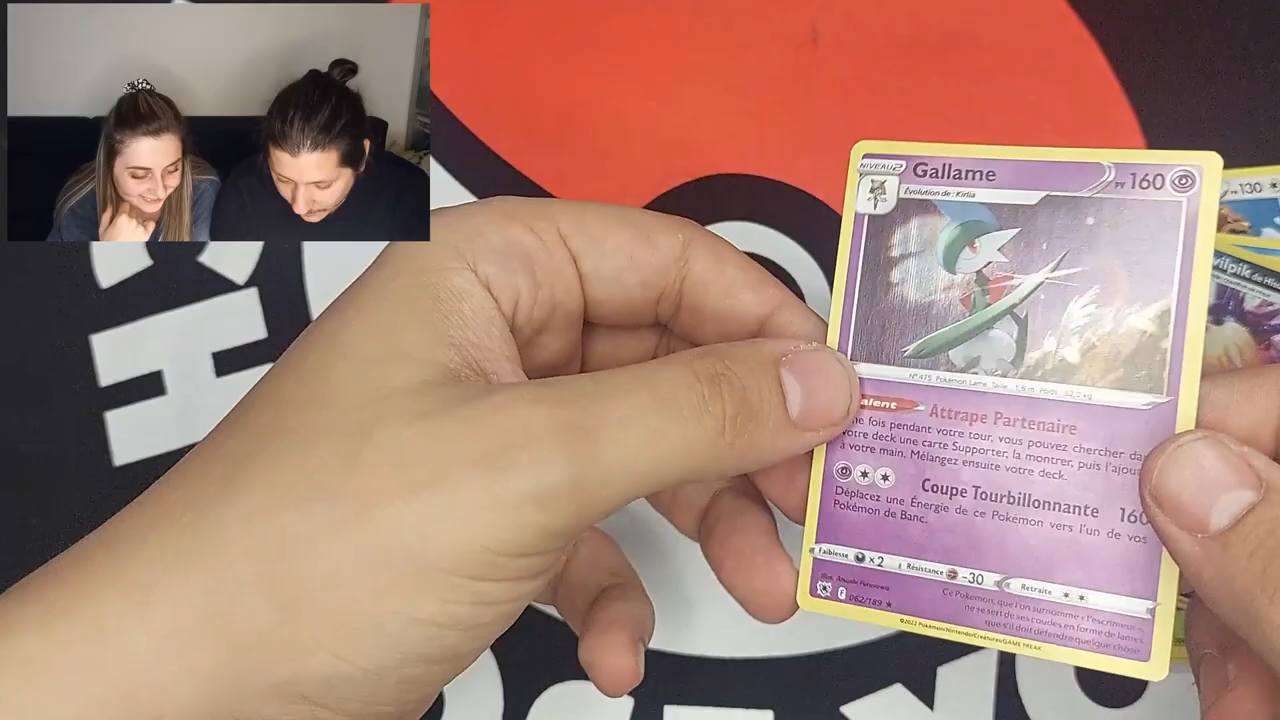 NIVEAU 2
Gallame
PV 160
Évolution de : Kirlia
N° 475 Pokémon Lame Taille : 1,6 m Poids : 52,0 kg
alent
Attrape Partenaire
ne fois pendant votre tour, vous pouvez chercher da
votre deck une carte Supporter, la montrer, puis l'ajou
à votre main. Mélangez ensuite votre deck.
Coupe Tourbillonnante 160
Déplacez une Énergie de ce Pokémon vers l'un de vos
Pokémon de Banc.
Faiblesse ×2 Résistance -30 Retraite
F 062/189 ★
Ce Pokémon, que l'on surnomme « l'escrimeur »,
ne se sert de ses coudes en forme de lames
que s'il doit défendre quelque chose
©2022 Pokémon/Nintendo/Creatures/GAME FREAK
PV 130
vilpik de His